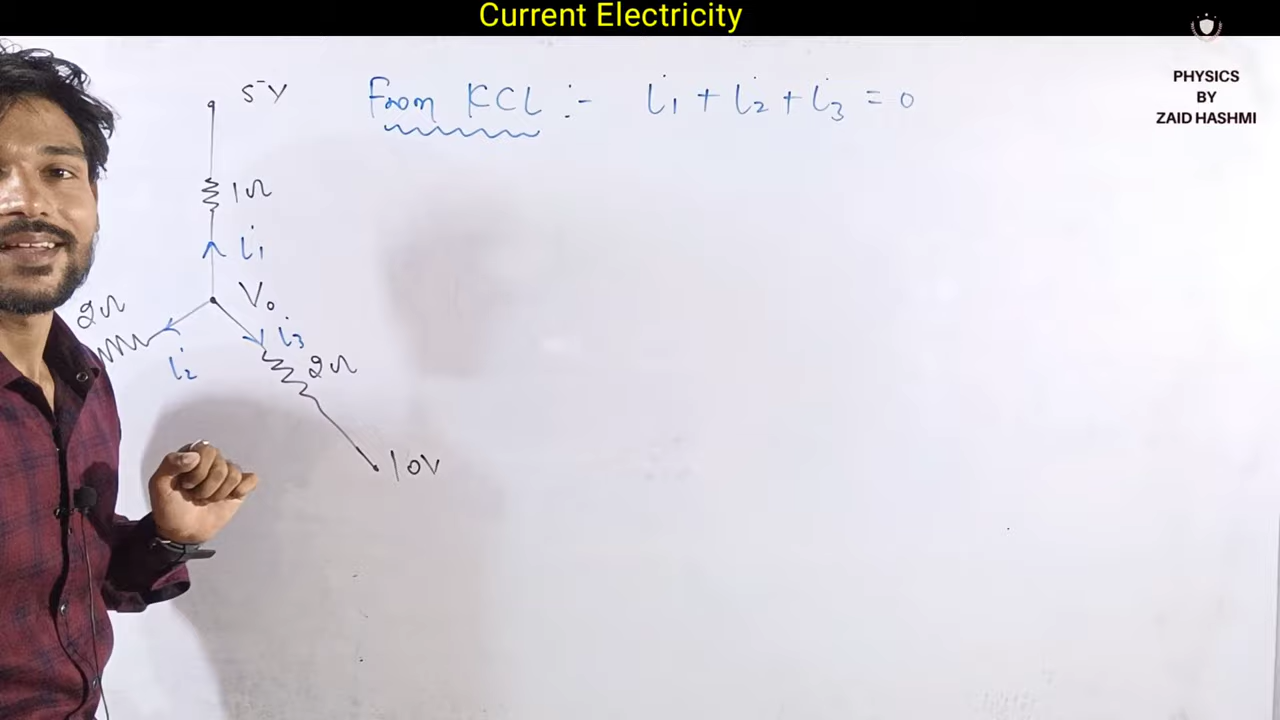 Current Electricity
PHYSICS
BY
ZAID HASHMI
From KCL :- i₁ + i₂ + i₃ = 0
5V
1Ω
i₁
V₀
2Ω
i₂
i₃
2Ω
10V